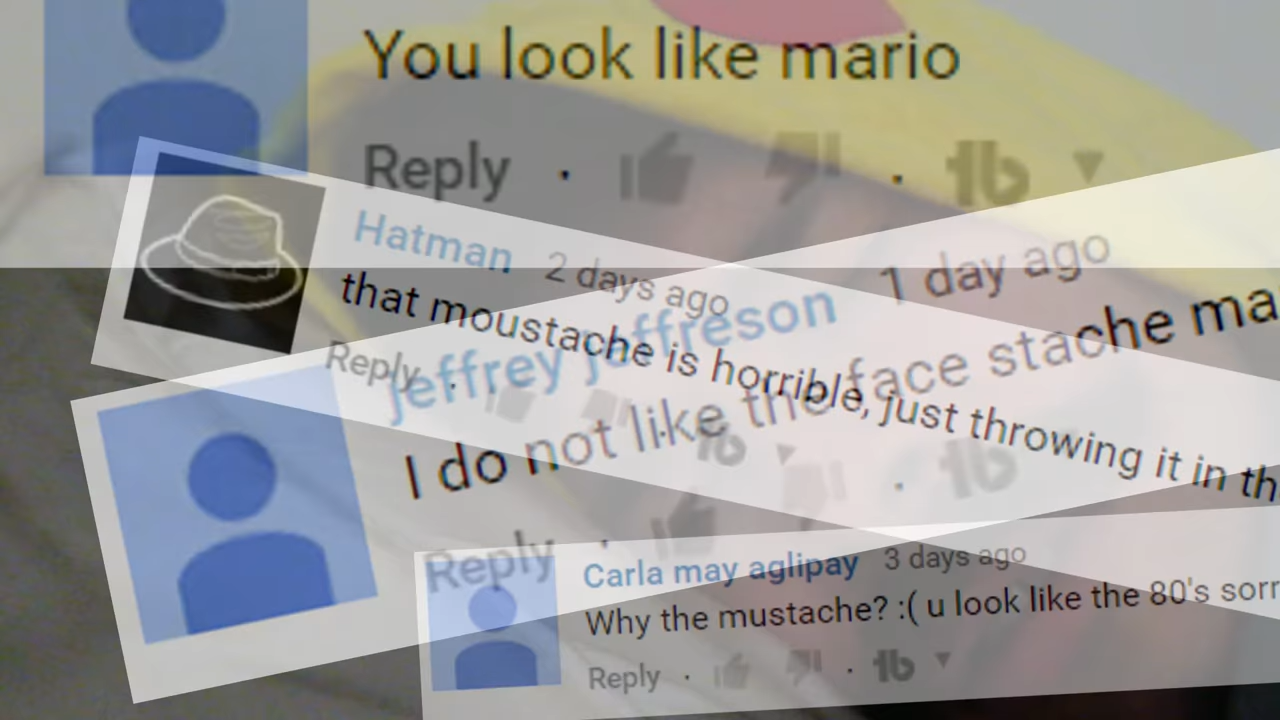 You look like mario
Reply
Hatman 2 days ago
that moustache is horrible, just throwing it in th
Reply
jeffrey jeffreson 1 day ago
I do not like the face stache ma
Reply
Carla may aglipay 3 days ago
Why the mustache? :( u look like the 80's sorr
Reply